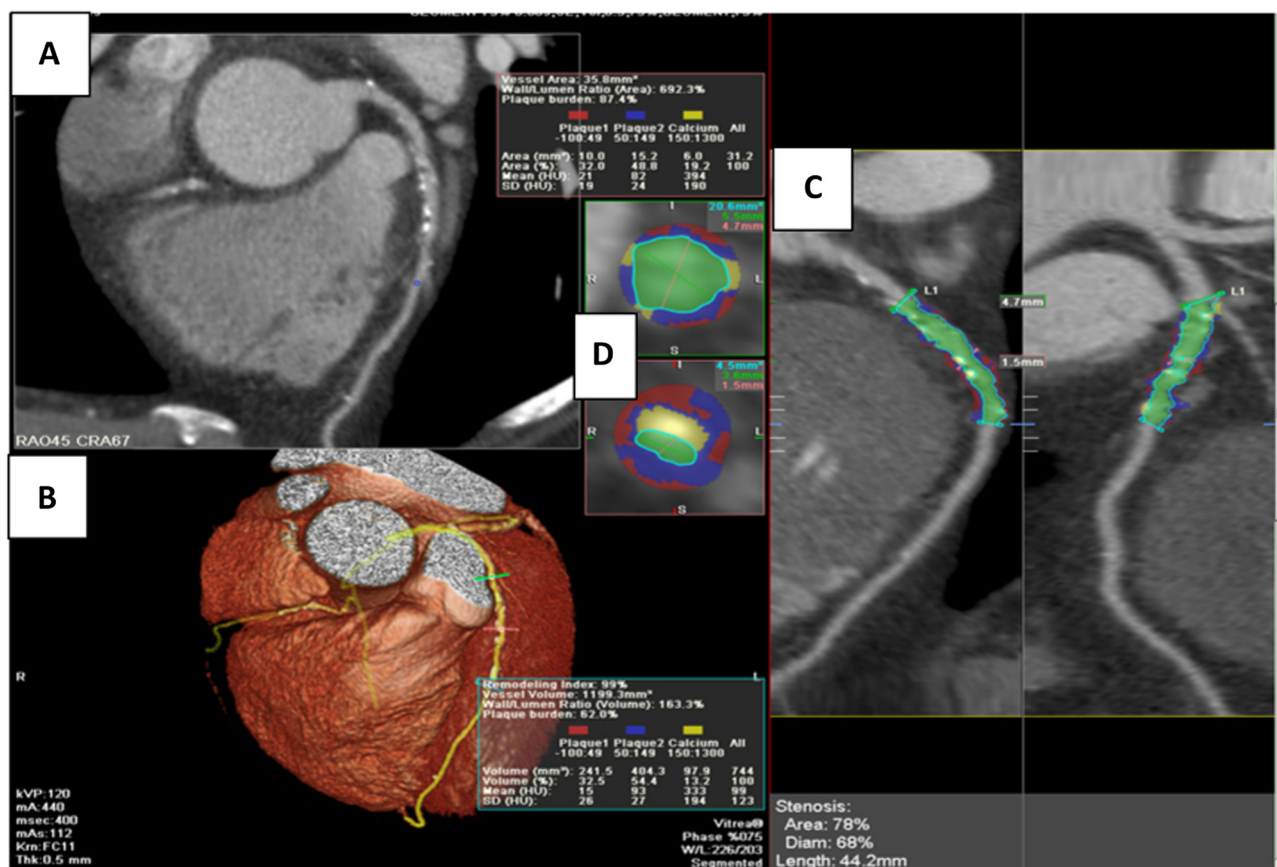 A
RAO45 CRA67
Vessel Area: 35.8mm²
Wall/Lumen Ratio (Area): 692.3%
Plaque burden: 87.4%
Plaque1 Plaque2 Calcium All
-100:49 50:149 150:1300
Area (mm²): 10.0 15.2 6.0 31.2
Area (%): 32.0 48.8 19.2 100
Mean (HU): 21 82 394
SD (HU): 19 24 190
I
20.6mm²
5.5mm
4.7mm
R
L
S
D
I
4.5mm²
3.6mm
1.5mm
R
L
S
C
L1
4.7mm
L1
1.5mm
B
R
L
Remodeling Index: 99%
Vessel Volume: 1199.3mm³
Wall/Lumen Ratio (Volume): 163.3%
Plaque burden: 62.0%
Plaque1 Plaque2 Calcium All
-100:49 50:149 150:1300
Volume (mm³): 241.5 404.3 97.9 744
Volume (%): 32.5 54.4 13.2 100
Mean (HU): 15 93 333 99
SD (HU): 26 27 194 123
kVP:120
mA:440
msec:400
mAs:112
Krn:FC11
Thk:0.5 mm
Vitrea®
Phase %075
W/L:226/203
Segmented
Stenosis:
Area: 78%
Diam: 68%
Length: 44.2mm